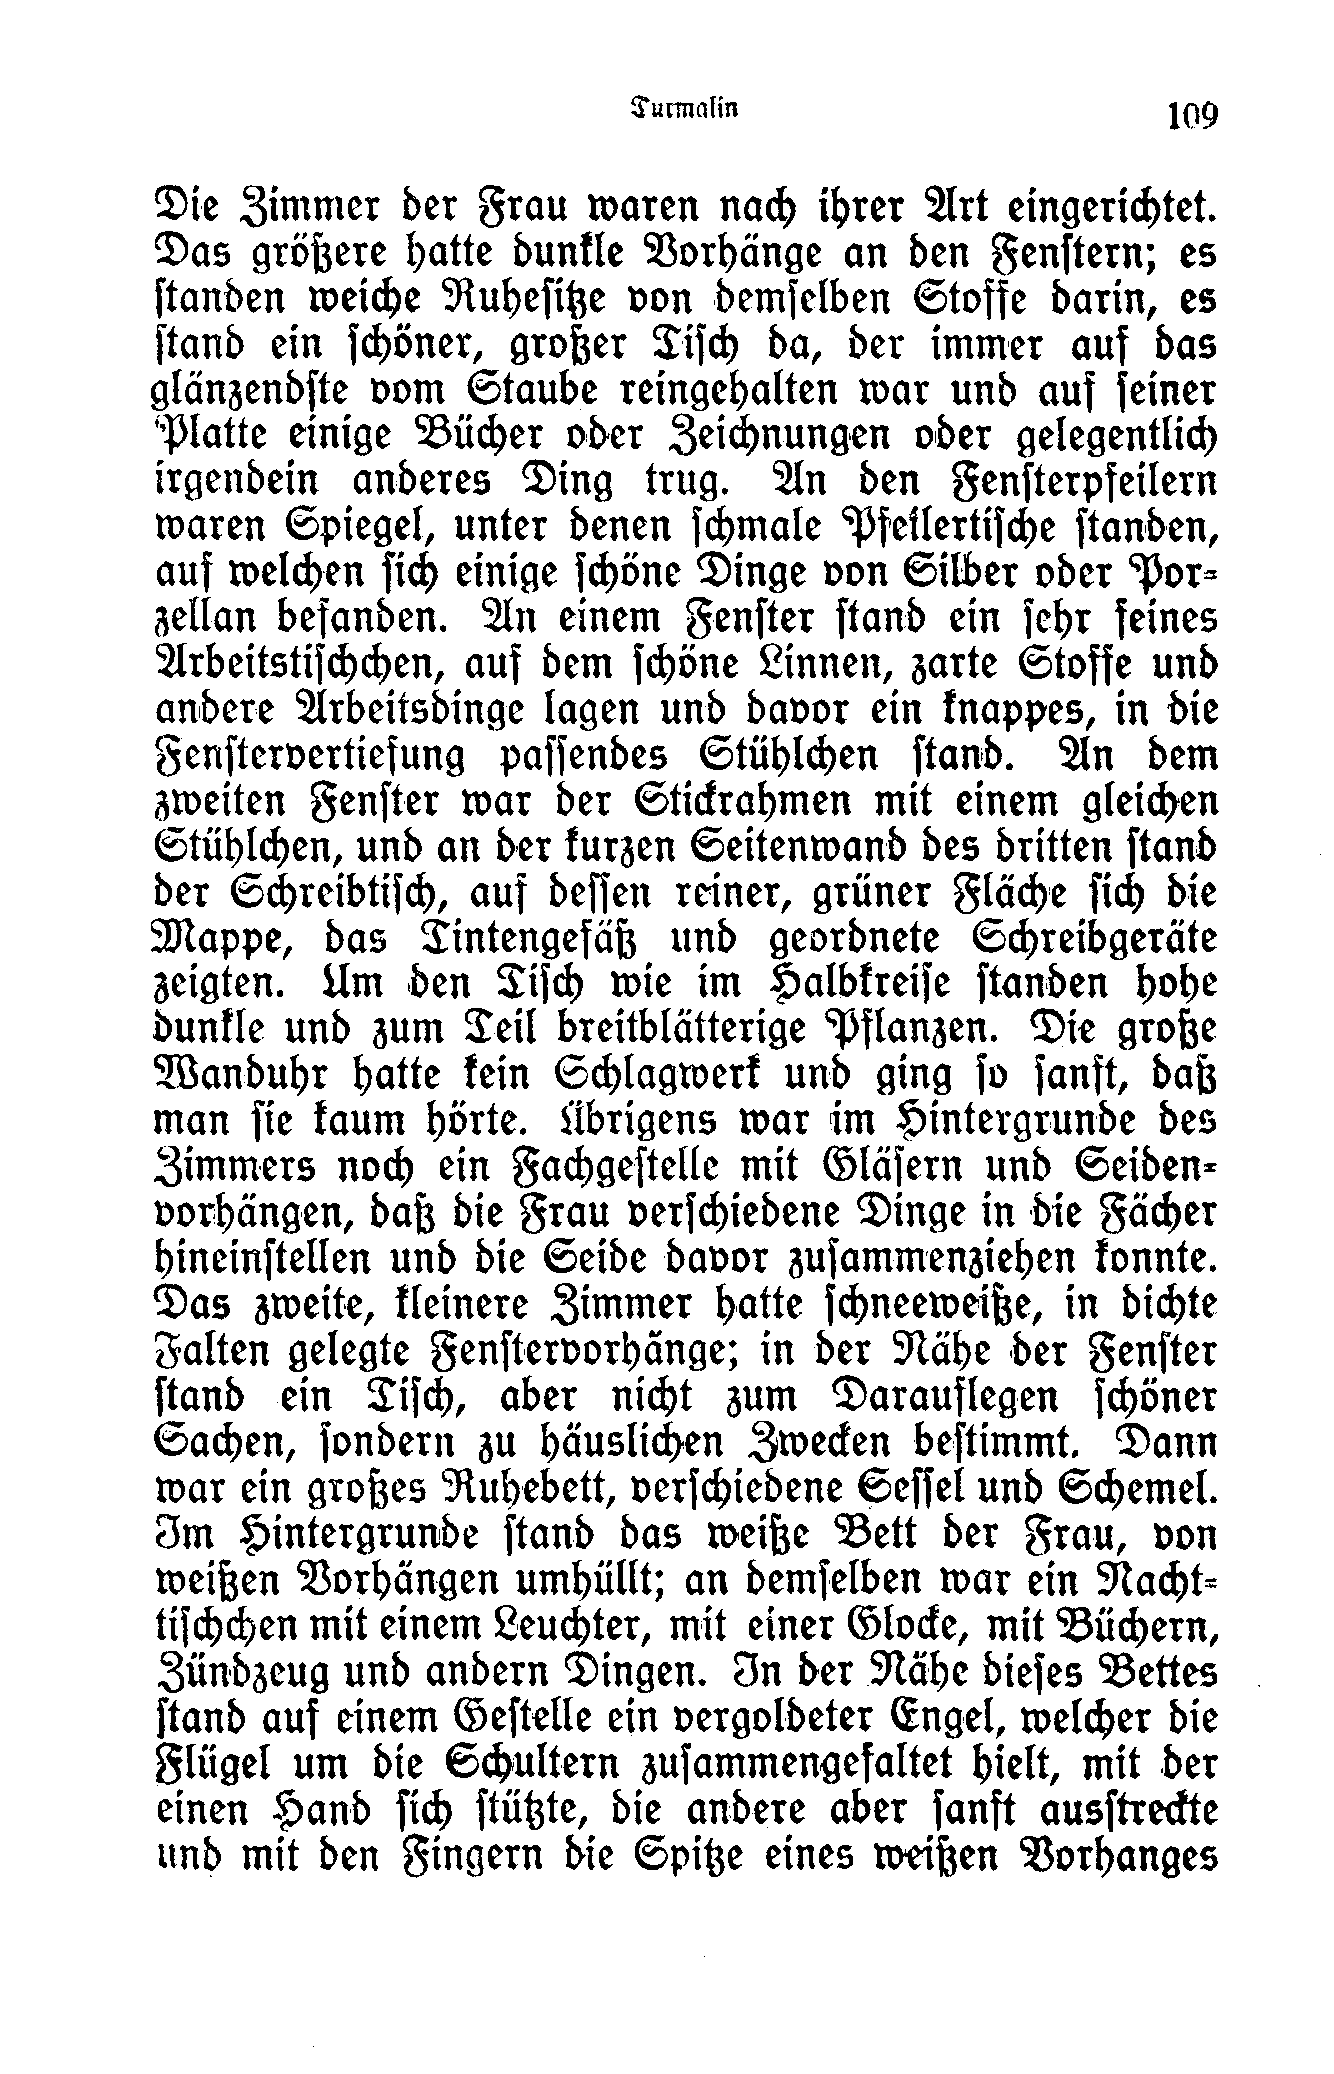 Turmalin 109
Die Zimmer der Frau waren nach ihrer Art eingerichtet.
Das größere hatte dunkle Vorhänge an den Fenſtern; es
ſtanden weiche Ruheſitze von demſelben Stoffe darin, es
ſtand ein ſchöner, großer Tiſch da, der immer auf das
glänzendſte vom Staube reingehalten war und auf ſeiner
Platte einige Bücher oder Zeichnungen oder gelegentlich
irgendein anderes Ding trug. An den Fenſterpfeilern
waren Spiegel, unter denen ſchmale Pfeilertiſche ſtanden,
auf welchen ſich einige ſchöne Dinge von Silber oder Por-
zellan befanden. An einem Fenſter ſtand ein ſehr feines
Arbeitstiſchchen, auf dem ſchöne Linnen, zarte Stoffe und
andere Arbeitsdinge lagen und davor ein knappes, in die
Fenſtervertiefung paſſendes Stühlchen ſtand. An dem
zweiten Fenſter war der Stickrahmen mit einem gleichen
Stühlchen, und an der kurzen Seitenwand des dritten ſtand
der Schreibtiſch, auf deſſen reiner, grüner Fläche ſich die
Mappe, das Tintengefäß und geordnete Schreibgeräte
zeigten. Um den Tiſch wie im Halbkreiſe ſtanden hohe
dunkle und zum Teil breitblätterige Pflanzen. Die große
Wanduhr hatte kein Schlagwerk und ging ſo ſanft, daß
man ſie kaum hörte. Übrigens war im Hintergrunde des
Zimmers noch ein Fachgeſtelle mit Gläſern und Seiden-
vorhängen, daß die Frau verſchiedene Dinge in die Fächer
hineinſtellen und die Seide davor zuſammenziehen konnte.
Das zweite, kleinere Zimmer hatte ſchneeweiße, in dichte
Falten gelegte Fenſtervorhänge; in der Nähe der Fenſter
ſtand ein Tiſch, aber nicht zum Darauflegen ſchöner
Sachen, ſondern zu häuslichen Zwecken beſtimmt. Dann
war ein großes Ruhebett, verſchiedene Seſſel und Schemel.
Im Hintergrunde ſtand das weiße Bett der Frau, von
weißen Vorhängen umhüllt; an demſelben war ein Nacht-
tiſchchen mit einem Leuchter, mit einer Glocke, mit Büchern,
Zündzeug und andern Dingen. In der Nähe dieſes Bettes
ſtand auf einem Geſtelle ein vergoldeter Engel, welcher die
Flügel um die Schultern zuſammengefaltet hielt, mit der
einen Hand ſich ſtützte, die andere aber ſanft ausſtreckte
und mit den Fingern die Spitze eines weißen Vorhanges